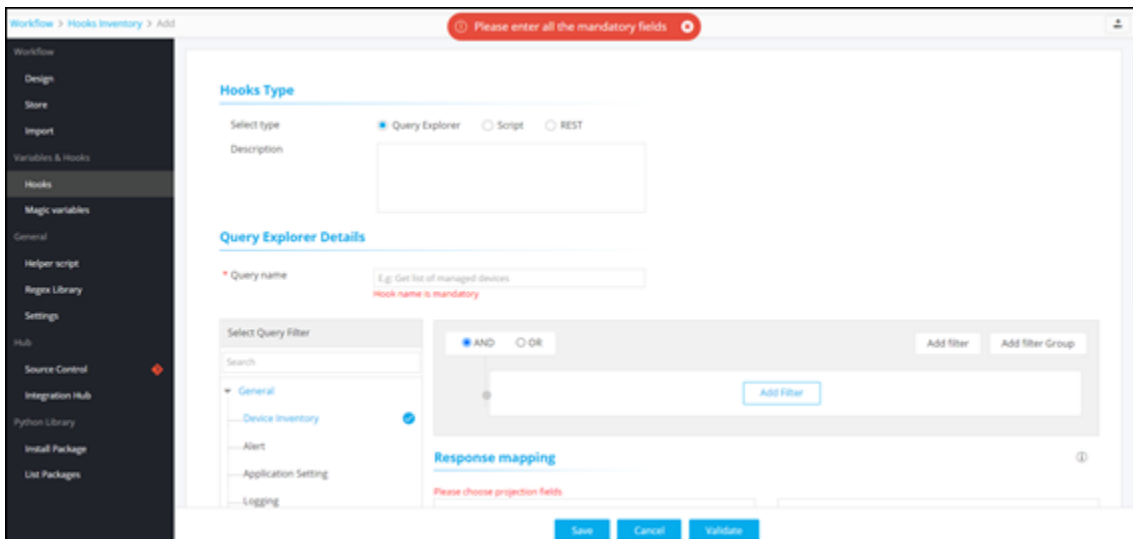 Workflow > Hooks Inventory > Add
Please enter all the mandatory fields
Workflow
Design
Store
Import
Variables & Hooks
Hooks
Magic variables
General
Helper script
Regex Library
Settings
Hub
Source Control
Integration Hub
Python Library
Install Package
List Packages
Hooks Type
Select type
Query Explorer Script REST
Description
Query Explorer Details
* Query name
E.g: Get list of managed devices
Hook name is mandatory.
Select Query Filter
Search
General
Device Inventory
Alert
Application Setting
Logging
AND OR
Add filter Add filter Group
Add Filter
Response mapping
Please choose projection fields.
Save Cancel Validate